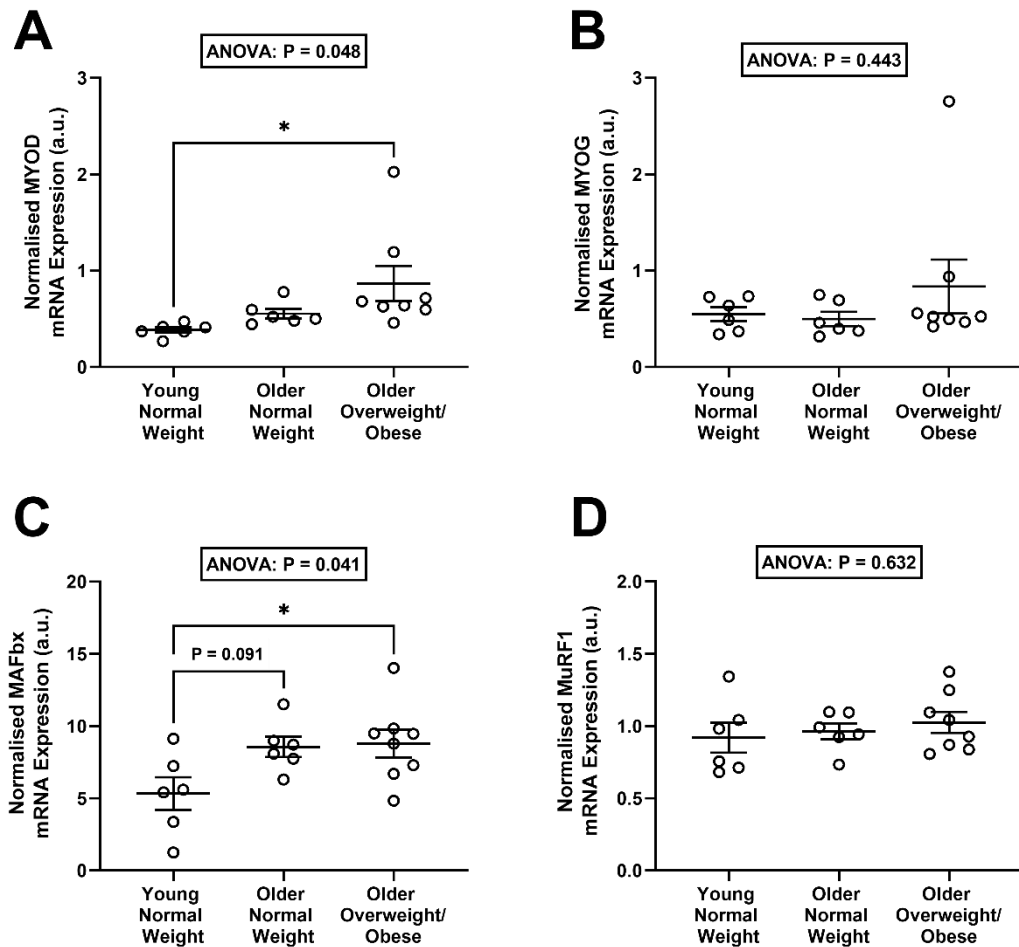 A
ANOVA: P = 0.048
Normalised MYOD
mRNA Expression (a.u.)
3
2
1
0
*
Young
Normal
Weight
Older
Normal
Weight
Older
Overweight/
Obese
B
ANOVA: P = 0.443
Normalised MYOG
mRNA Expression (a.u.)
3
2
1
0
Young
Normal
Weight
Older
Normal
Weight
Older
Overweight/
Obese
C
ANOVA: P = 0.041
Normalised MAFbx
mRNA Expression (a.u.)
20
15
10
5
0
*
P = 0.091
Young
Normal
Weight
Older
Normal
Weight
Older
Overweight/
Obese
D
ANOVA: P = 0.632
Normalised MuRF1
mRNA Expression (a.u.)
2.0
1.5
1.0
0.5
0.0
Young
Normal
Weight
Older
Normal
Weight
Older
Overweight/
Obese